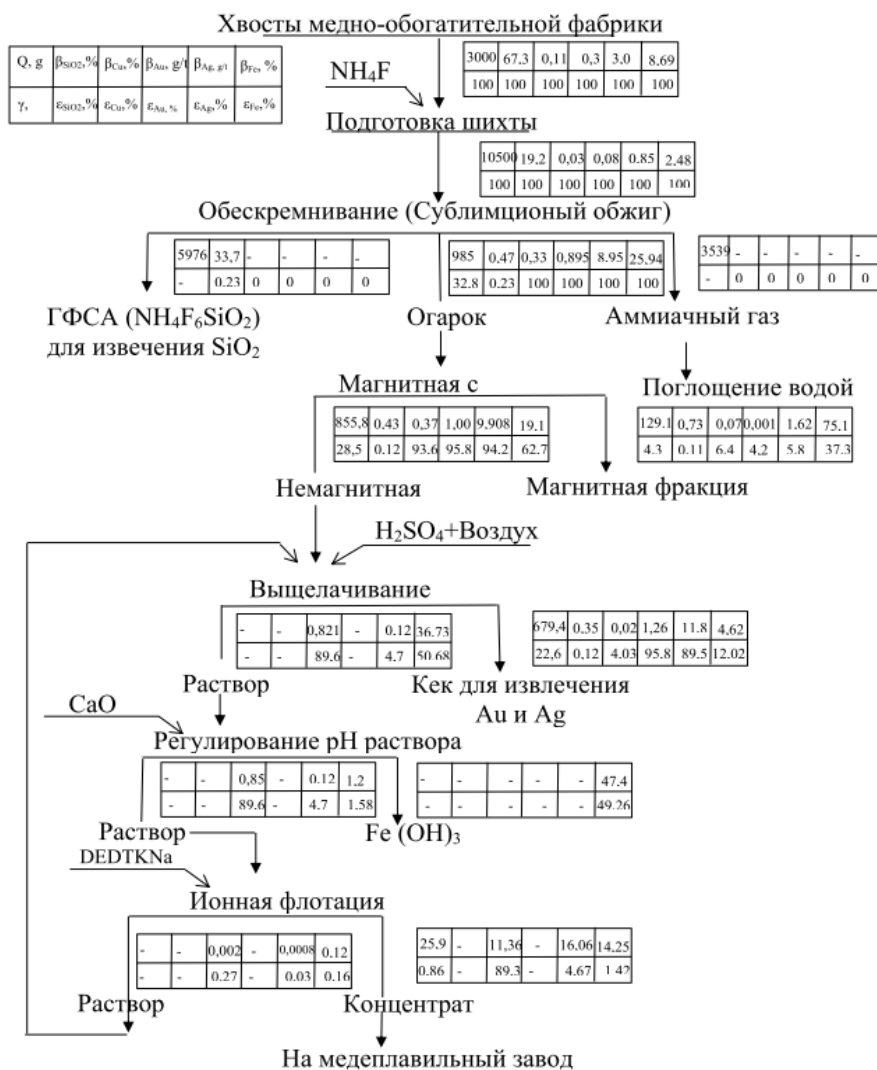 Хвосты медно-обогатительной фабрики
Q, g βSiO2,% βCu,% βAu, g/t βAg, g/t βFe, %
γ, εSiO2,% εCu,% εAu, % εAg,% εFe,%
3000 67.3 0,11 0,3 3.0 8.69
100 100 100 100 100 100
NH₄F
Подготовка шихты
10500 19.2 0,03 0,08 0.85 2.48
100 100 100 100 100 100
Обескремнивание (Сублимционый обжиг)
5976 33,7 - - - -
- 0.23 0 0 0 0
985 0.47 0,33 0,895 8.95 25.94
32.8 0.23 100 100 100 100
3539 - - - - -
- 0 0 0 0 0
ГФСА (NH₄F₆SiO₂)
для извечения SiO₂
Огарок
Аммиачный газ
Магнитная с
Поглощение водой
855,8 0.43 0,37 1,00 9.908 19.1
28,5 0.12 93.6 95.8 94.2 62.7
129.1 0,73 0,07 0,001 1.62 75.1
4.3 0.11 6.4 4.2 5.8 37.3
Немагнитная
Магнитная фракция
H₂SO₄+Воздух
Выщелачивание
- - 0,821 - 0.12 36.73
- - 89.6 - 4.7 50.68
679,4 0.35 0,02 1,26 11.8 4.62
22,6 0,12 4.03 95.8 89.5 12.02
Раствор
Кек для извлечения
Au и Ag
CaO
Регулирование pH раствора
- - 0,85 - 0.12 1.2
- - 89.6 - 4.7 1.58
- - - - - 47.4
- - - - - 49.26
Раствор
Fe (OH)₃
DEDTKNa
Ионная флотация
- - 0,002 - 0,0008 0.12
- - 0.27 - 0.03 0.16
25.9 - 11,36 - 16.06 14.25
0.86 - 89.3 - 4.67 1.42
Раствор
Концентрат
На медеплавильный завод